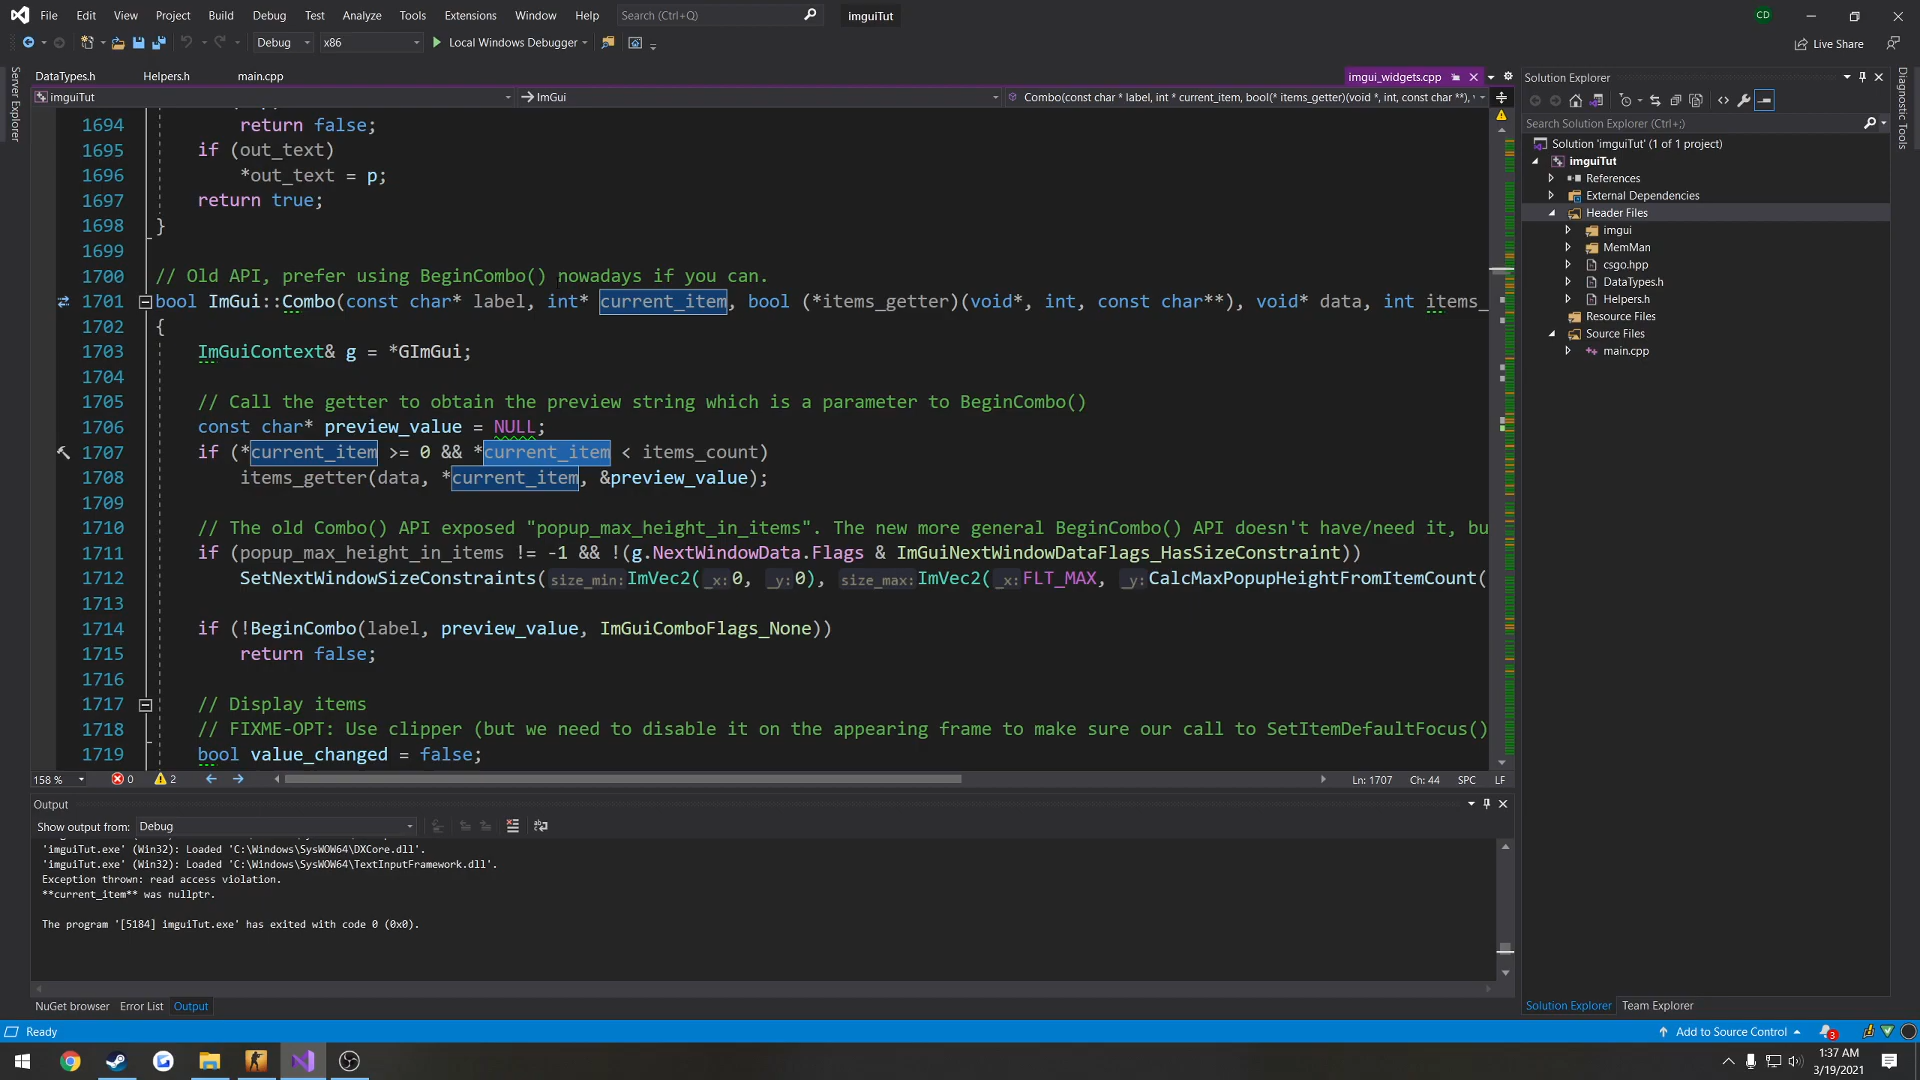 File Edit View Project Build Debug Test Analyze Tools Extensions Window Help Search (Ctrl+Q) imguiTut CD
Debug x86 Local Windows Debugger Live Share
DataTypes.h Helpers.h main.cpp imgui_widgets.cpp
imguiTut ImGui Combo(const char * label, int * current_item, bool(* items_getter)(void *, int, const char **),
Server Explorer
1694 return false;
1695 if (out_text)
1696 *out_text = p;
1697 return true;
1698 }
1699
1700 // Old API, prefer using BeginCombo() nowadays if you can.
1701 bool ImGui::Combo(const char* label, int* current_item, bool (*items_getter)(void*, int, const char**), void* data, int items_
1702 {
1703 ImGuiContext& g = *GImGui;
1704
1705 // Call the getter to obtain the preview string which is a parameter to BeginCombo()
1706 const char* preview_value = NULL;
1707 if (*current_item >= 0 && *current_item < items_count)
1708 items_getter(data, *current_item, &preview_value);
1709
1710 // The old Combo() API exposed "popup_max_height_in_items". The new more general BeginCombo() API doesn't have/need it, bu
1711 if (popup_max_height_in_items != -1 && !(g.NextWindowData.Flags & ImGuiNextWindowDataFlags_HasSizeConstraint))
1712 SetNextWindowSizeConstraints(size_min:ImVec2(_x:0, _y:0), size_max:ImVec2(_x:FLT_MAX, _y:CalcMaxPopupHeightFromItemCount(
1713
1714 if (!BeginCombo(label, preview_value, ImGuiComboFlags_None))
1715 return false;
1716
1717 // Display items
1718 // FIXME-OPT: Use clipper (but we need to disable it on the appearing frame to make sure our call to SetItemDefaultFocus()
1719 bool value_changed = false;
158 % 0 2 Ln: 1707 Ch: 44 SPC LF
Output
Show output from: Debug
'imguiTut.exe' (Win32): Loaded 'C:\Windows\SysWOW64\DXCore.dll'.
'imguiTut.exe' (Win32): Loaded 'C:\Windows\SysWOW64\TextInputFramework.dll'.
Exception thrown: read access violation.
**current_item** was nullptr.
The program '[5184] imguiTut.exe' has exited with code 0 (0x0).
NuGet browser Error List Output
Solution Explorer
Search Solution Explorer (Ctrl+;)
Solution 'imguiTut' (1 of 1 project)
imguiTut
References
External Dependencies
Header Files
imgui
MemMan
csgo.hpp
DataTypes.h
Helpers.h
Resource Files
Source Files
main.cpp
Solution Explorer Team Explorer
Diagnostic Tools
Ready Add to Source Control 3
1:37 AM
3/19/2021